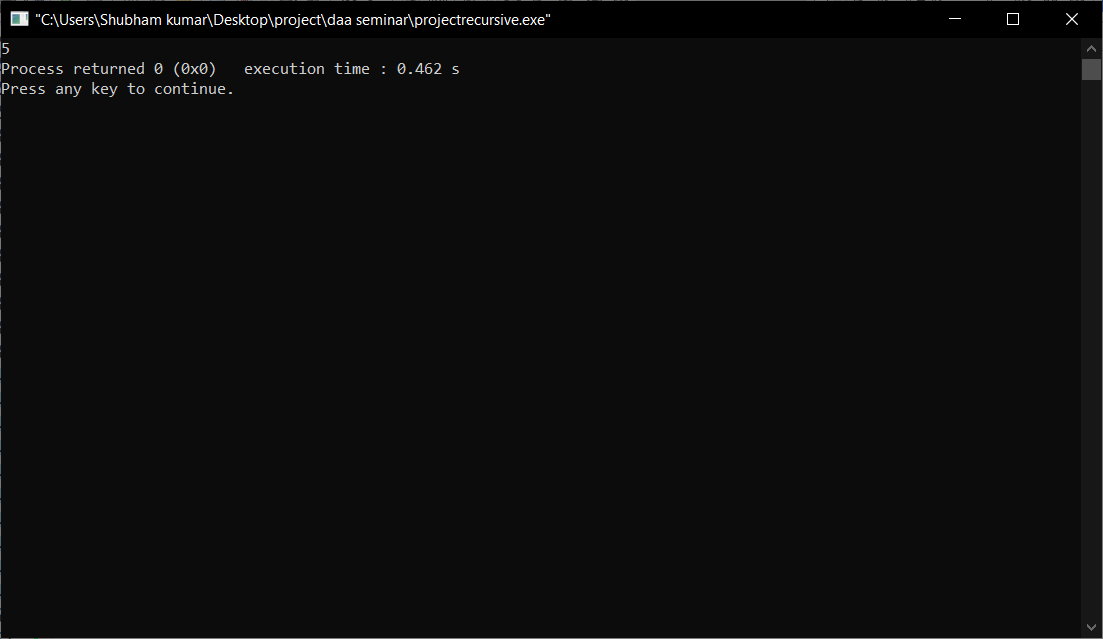 "C:\Users\Shubham kumar\Desktop\project\daa seminar\projectrecursive.exe"
5
Process returned 0 (0x0)   execution time : 0.462 s
Press any key to continue.